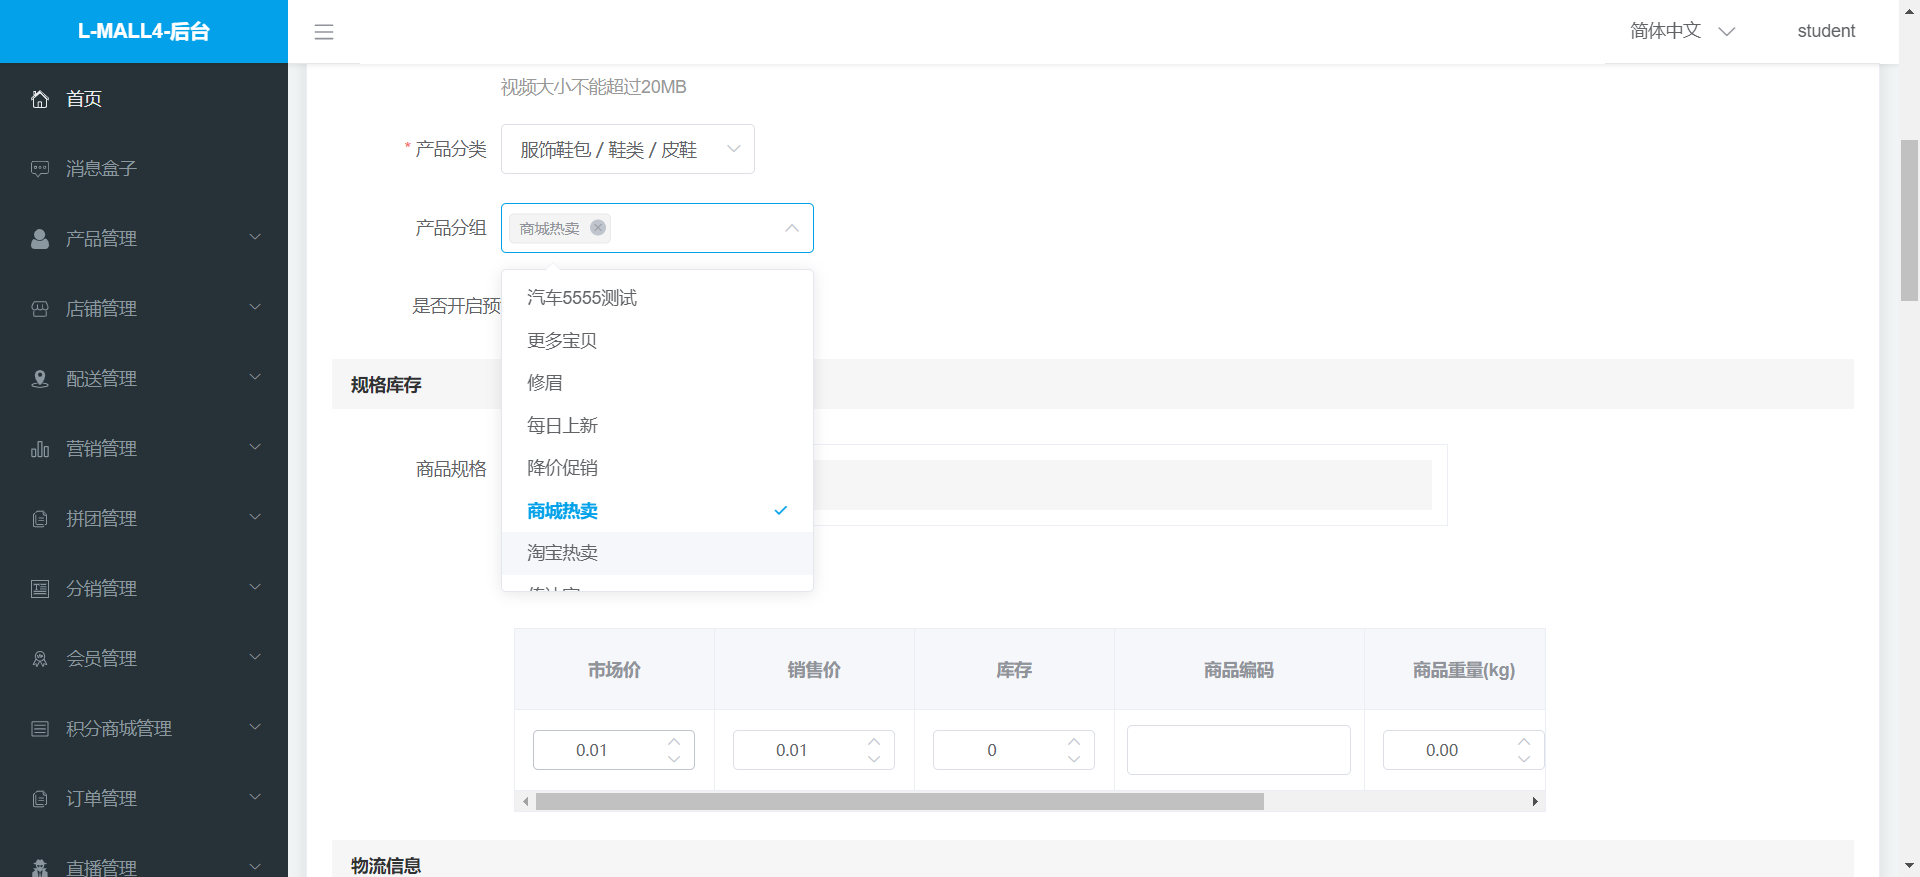 L-MALL4-后台
简体中文
student
首页
消息盒子
产品管理
店铺管理
配送管理
营销管理
拼团管理
分销管理
会员管理
积分商城管理
订单管理
直播管理
视频大小不能超过20MB
* 产品分类
服饰鞋包 / 鞋类 / 皮鞋
产品分组
商城热卖
是否开启预
汽车5555测试
更多宝贝
修眉
每日上新
降价促销
商城热卖
淘宝热卖
规格库存
商品规格
市场价 销售价 库存 商品编码 商品重量(kg)
0.01 0.01 0 0.00
物流信息